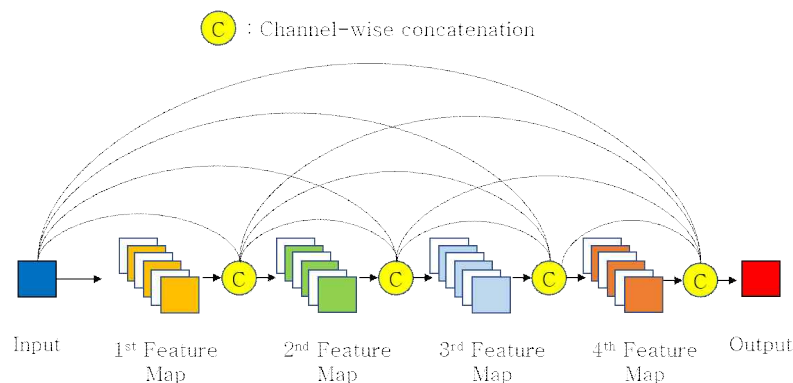 C : Channel-wise concatenation
C C C C
Input 1st Feature Map 2nd Feature Map 3rd Feature Map 4th Feature Map Output